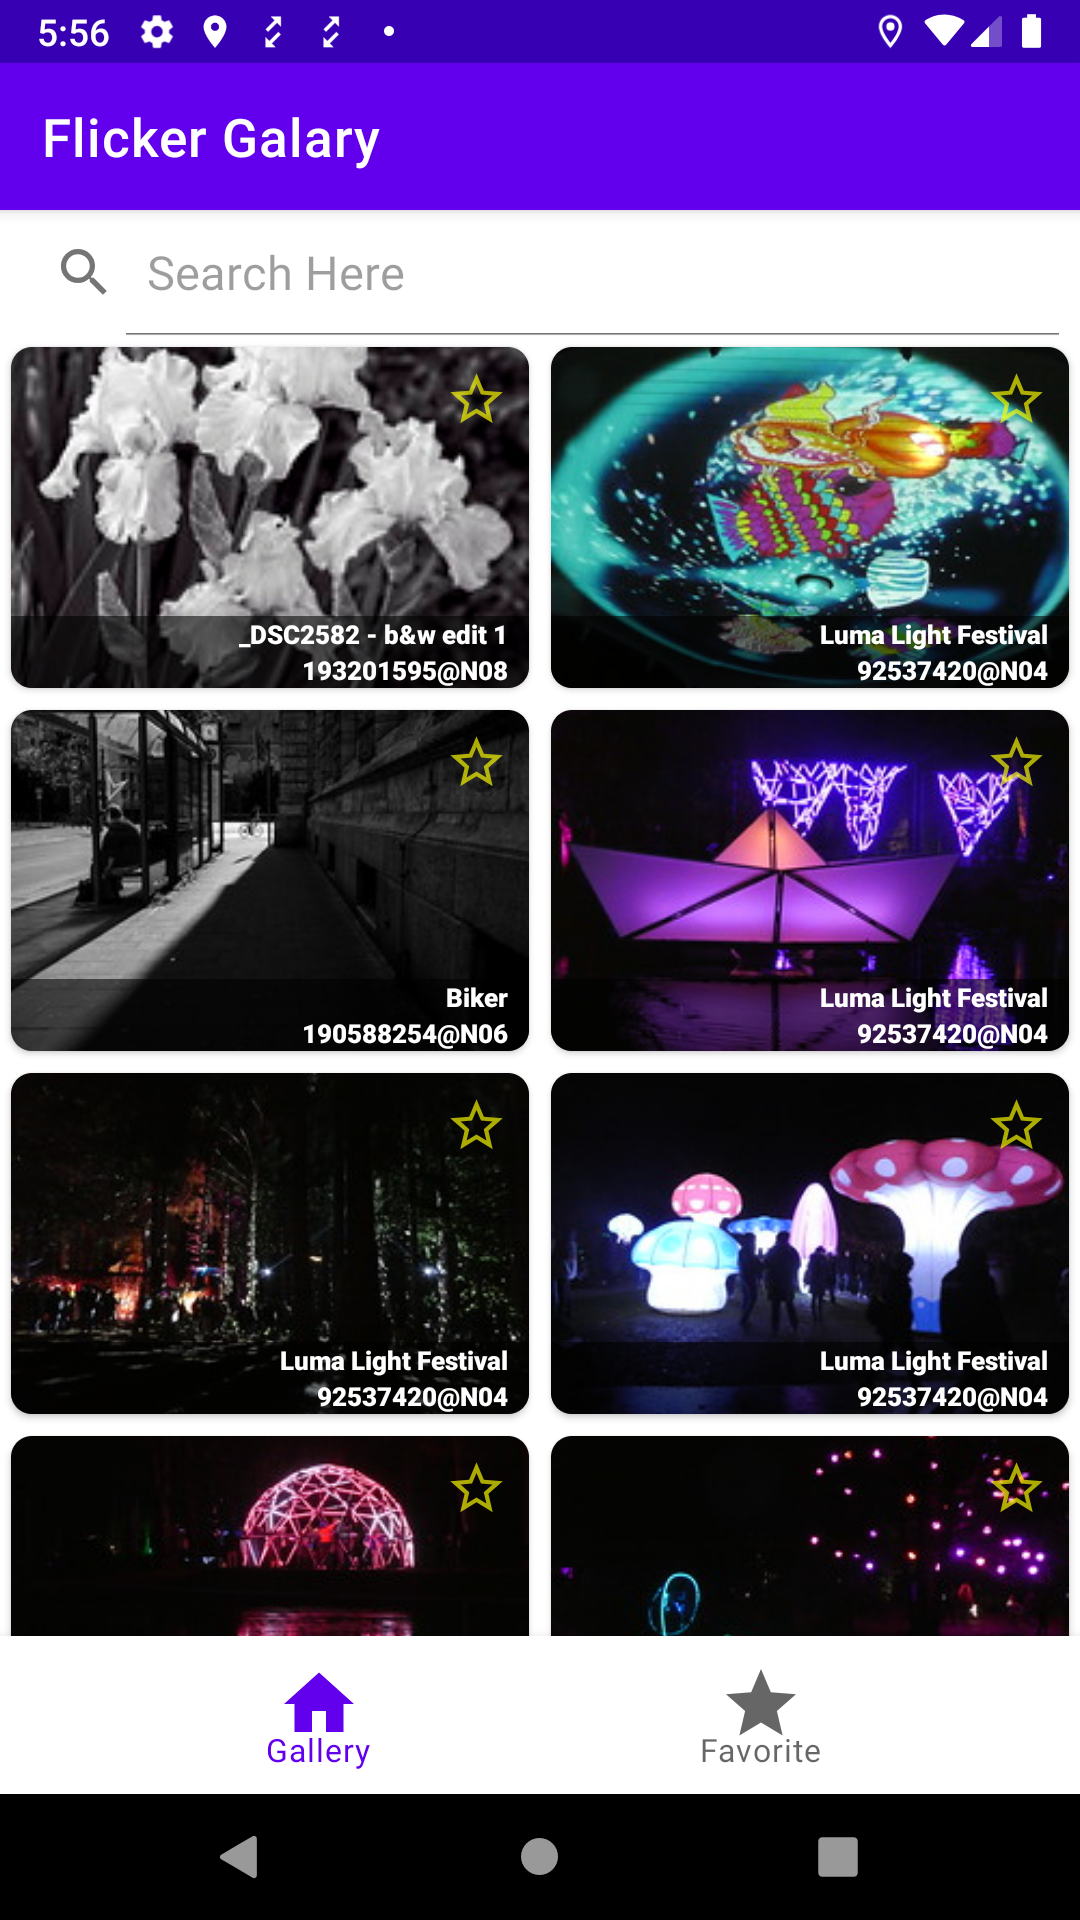 5:56
Flicker Galary
Search Here
_DSC2582 - b&w edit 1
193201595@N08
Luma Light Festival
92537420@N04
Biker
190588254@N06
Luma Light Festival
92537420@N04
Luma Light Festival
92537420@N04
Luma Light Festival
92537420@N04
Gallery
Favorite